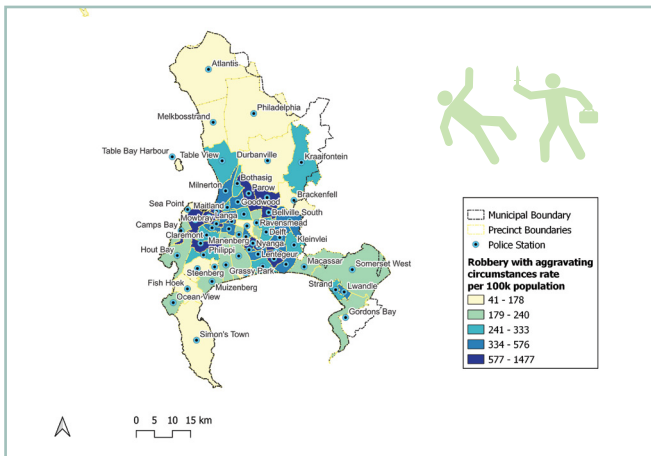 Atlantis
Philadelphia
Melkbosstrand
Table Bay Harbour
Table View
Durbanville
Kraaifontein
Bothasig
Milnerton
Parow
Brackenfell
Goodwood
Sea Point
Maitland
Bellville South
Mowbray
Langa
Ravensmead
Camps Bay
Delft
Claremont
Manenberg
Kleinvlei
Nyanga
Hout Bay
Philippi
Lentegeur
Macassar
Somerset West
Steenberg
Grassy Park
Fish Hoek
Muizenberg
Strand
Lwandle
Ocean View
Gordons Bay
Simon's Town
Municipal Boundary
Precinct Boundaries
Police Station
Robbery with aggravating
circumstances rate
per 100k population
41 - 178
179 - 240
241 - 333
334 - 576
577 - 1477
0 5 10 15 km